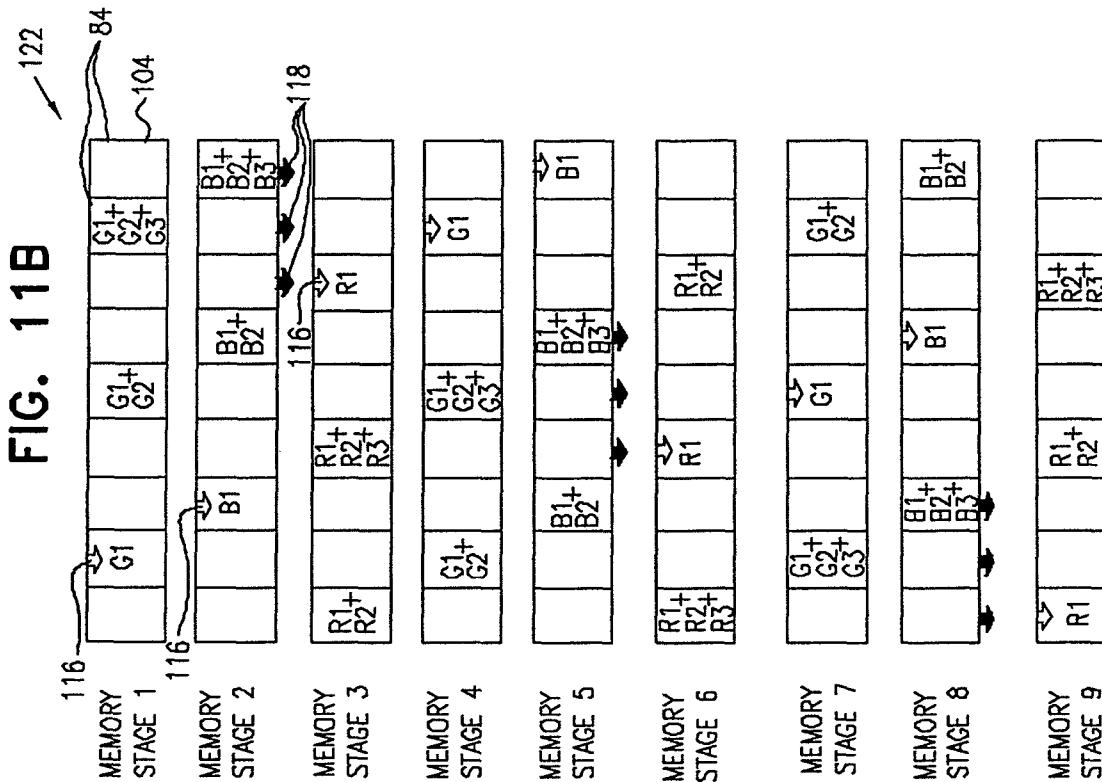 FIG. 11B
122
84
104
116
MEMORY
STAGE 1
G1
G1+
G2
G1+
G2+
G3
116
MEMORY
STAGE 2
B1
B1+
B2
B1+
B2+
B3
118
116
MEMORY
STAGE 3
R1+
R2
R1+
R2+
R3
R1
MEMORY
STAGE 4
G1+
G2
G1+
G2+
G3
G1
MEMORY
STAGE 5
B1+
B2
B1+
B2+
B3
B1
MEMORY
STAGE 6
R1+
R2+
R3
R1
R1+
R2
MEMORY
STAGE 7
G1+
G2+
G3
G1
G1+
G2
MEMORY
STAGE 8
B1+
B2+
B3
B1
B1+
B2
MEMORY
STAGE 9
R1
R1+
R2
R1+
R2+
R3